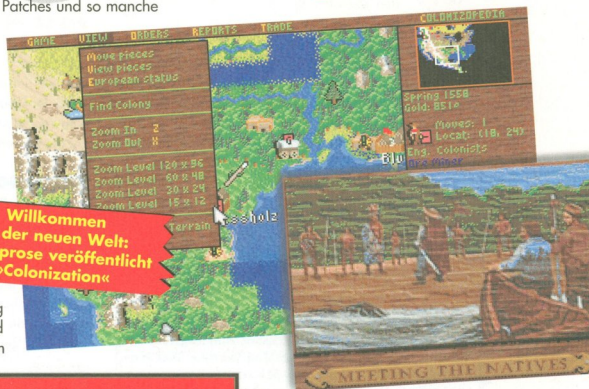 Patches und so manche
GAME VIEW ORDERS REPORTS TRADE COLONIZOPEDIA
Move pieces
View pieces
European status
Find Colony
Zoom In Z
Zoom Out X
Zoom Level 120 x 96
Zoom Level 60 x 48
Zoom Level 30 x 24
Zoom Level 15 x 12
Terrain
Spring 1558
Gold: 851
Moves: 1
Locat: (18, 24)
Eng. Colonists
Willkommen
der neuen Welt:
prose veröffentlicht
»Colonization«
MEETING THE NATIVES